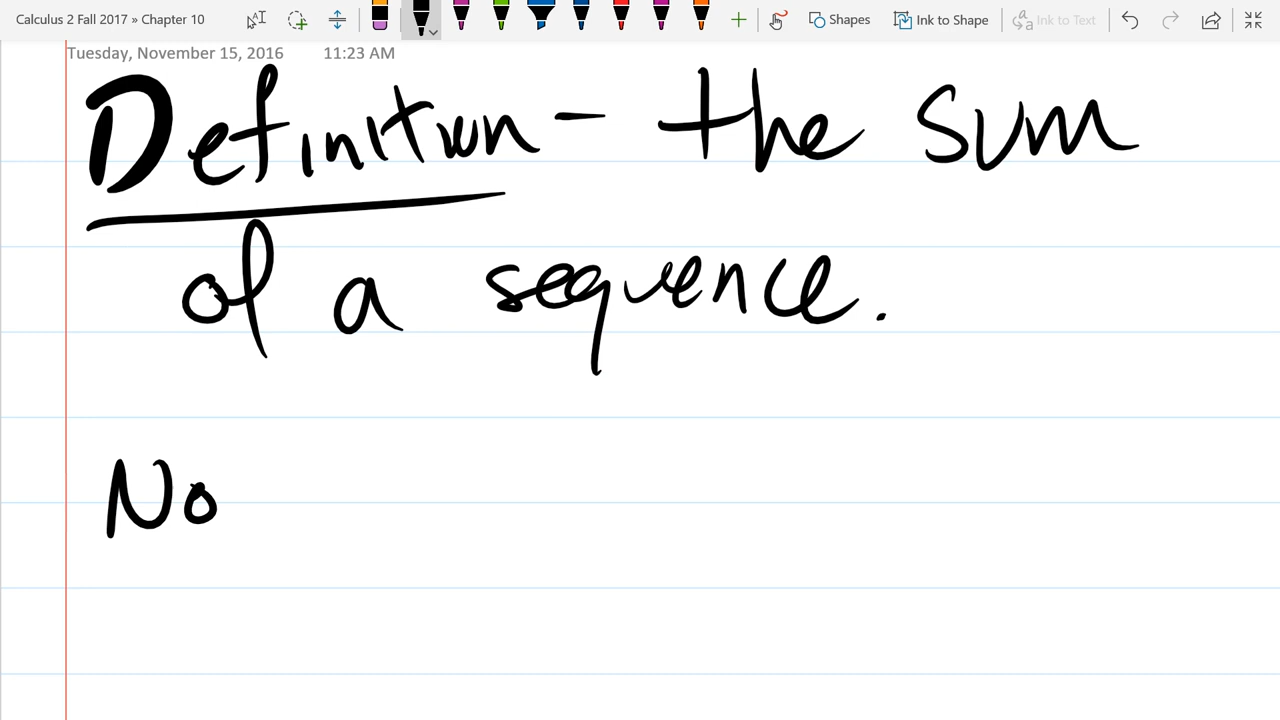 Calculus 2 Fall 2017 » Chapter 10 Shapes Ink to Shape Ink to Text
Tuesday, November 15, 2016 11:23 AM
Definition - the sum
of a sequence.
No